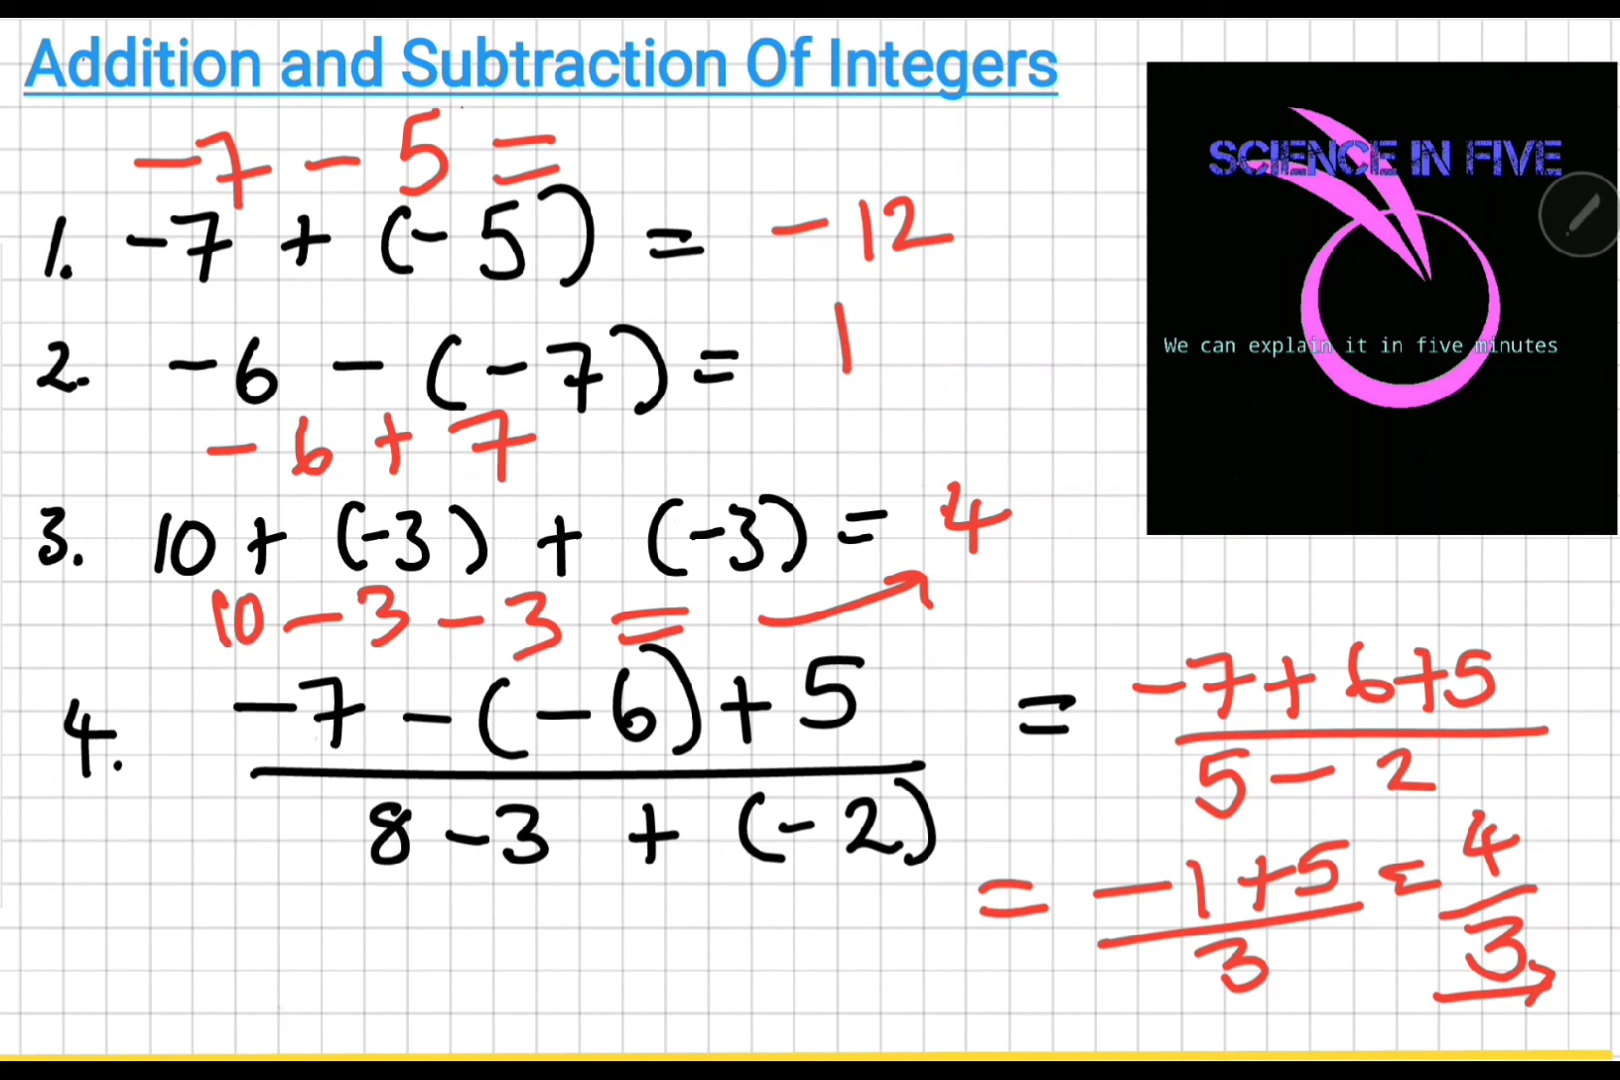 Addition and Subtraction Of Integers
SCIENCE IN FIVE
We can explain it in five minutes
-7 - 5 =
1. -7 + (-5) = -12
2. -6 - (-7) = 1
-6 + 7
3. 10 + (-3) + (-3) = 4
10 - 3 - 3 =
4. -7 - (-6) + 5 = -7 + 6 + 5
8 - 3 + (-2) 5 - 2
= -1 + 5 = 4
3 3